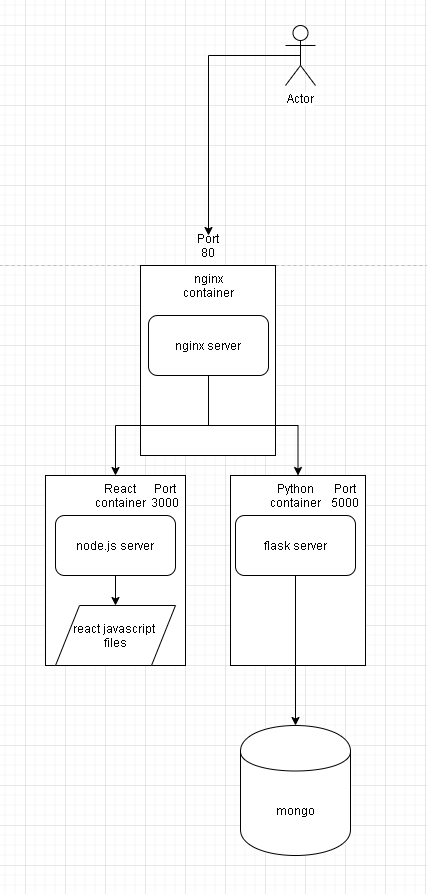 Actor
Port
80
nginx
container
nginx server
React
container
Port
3000
node.js server
react javascript
files
Python
container
Port
5000
flask server
mongo